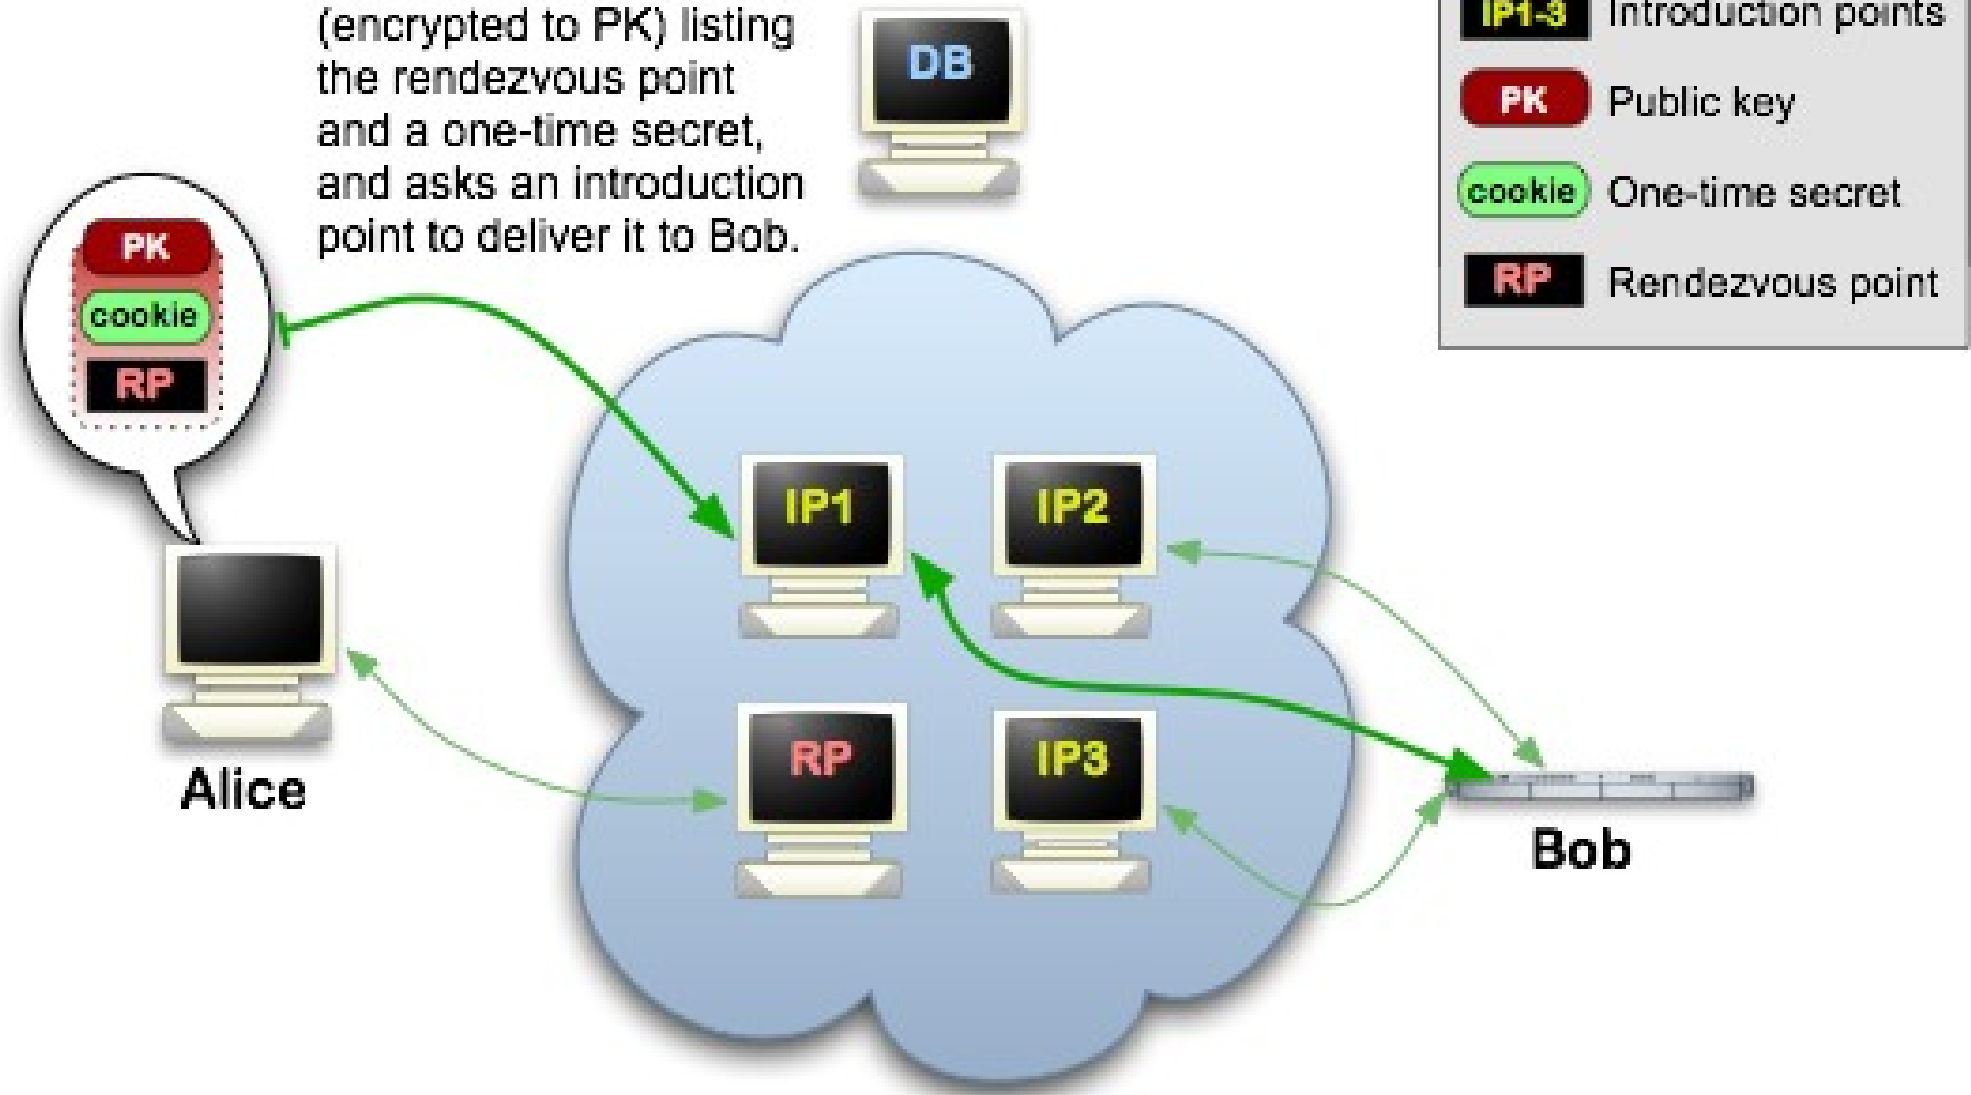 (encrypted to PK) listing
the rendezvous point
and a one-time secret,
and asks an introduction
point to deliver it to Bob.
DB
IP1-3 Introduction points
PK Public key
cookie One-time secret
RP Rendezvous point
PK
cookie
RP
IP1
IP2
RP
IP3
Alice
Bob